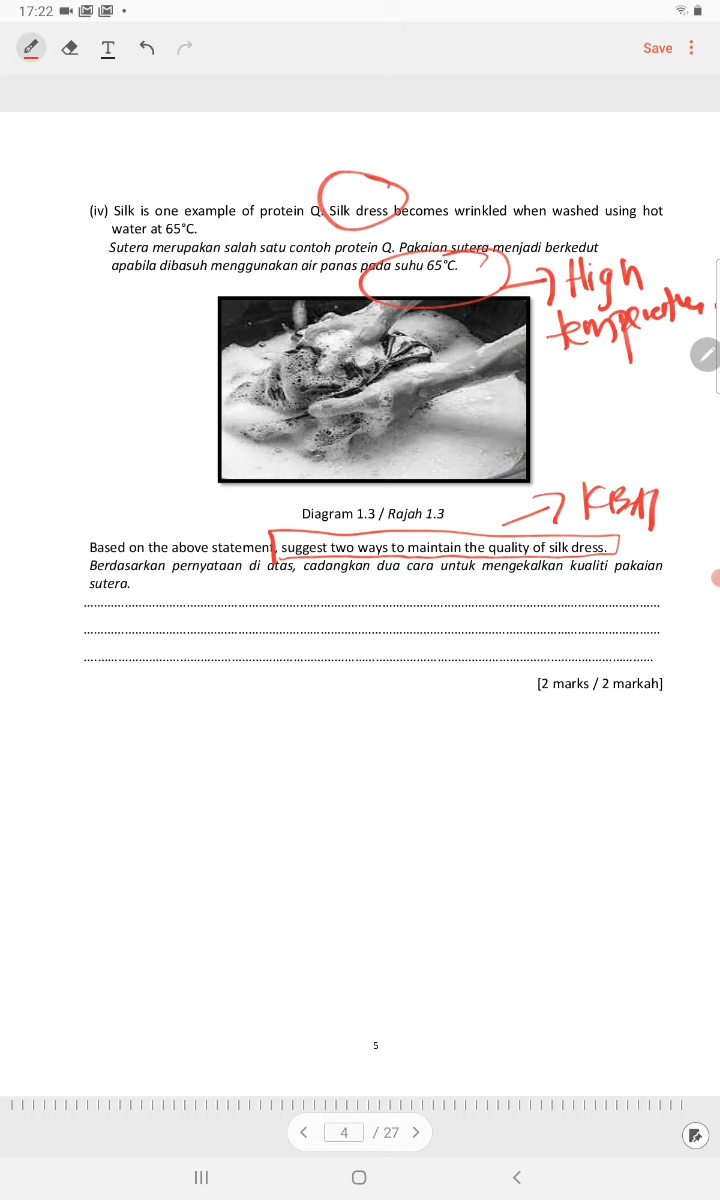 17:22
T
Save
(iv) Silk is one example of protein Q. Silk dress becomes wrinkled when washed using hot
water at 65°C.
Sutera merupakan salah satu contoh protein Q. Pakaian sutera menjadi berkedut
apabila dibasuh menggunakan air panas pada suhu 65°C.
High
temperature
Diagram 1.3 / Rajah 1.3
KBAT
Based on the above statement, suggest two ways to maintain the quality of silk dress.
Berdasarkan pernyataan di atas, cadangkan dua cara untuk mengekalkan kualiti pakaian
sutera.
[2 marks / 2 markah]
5
4 / 27